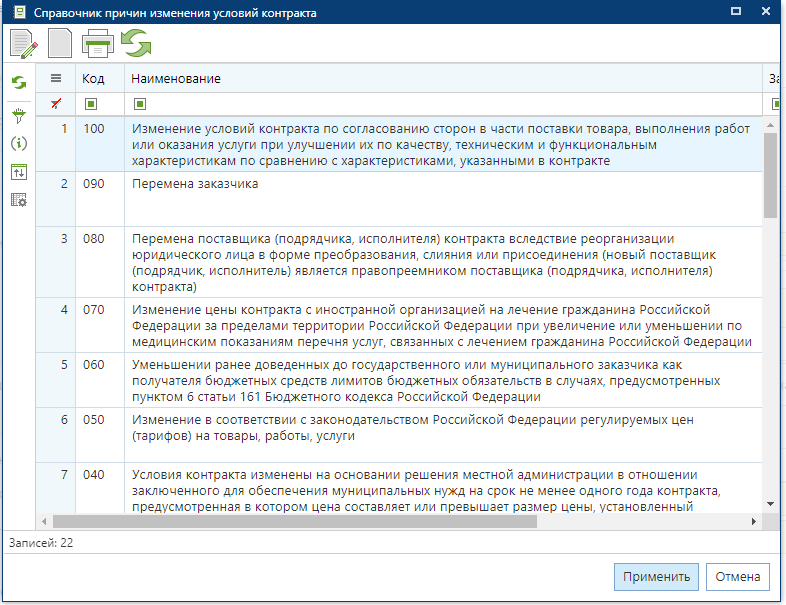 Справочник причин изменения условий контракта
Код Наименование За
1 100 Изменение условий контракта по согласованию сторон в части поставки товара, выполнения работ
или оказания услуги при улучшении их по качеству, техническим и функциональным
характеристикам по сравнению с характеристиками, указанными в контракте
2 090 Перемена заказчика
3 080 Перемена поставщика (подрядчика, исполнителя) контракта вследствие реорганизации
юридического лица в форме преобразования, слияния или присоединения (новый поставщик
(подрядчик, исполнитель) является правопреемником поставщика (подрядчика, исполнителя)
контракта)
4 070 Изменение цены контракта с иностранной организацией на лечение гражданина Российской
Федерации за пределами территории Российской Федерации при увеличение или уменьшении по
медицинским показаниям перечня услуг, связанных с лечением гражданина Российской Федерации
5 060 Уменьшении ранее доведенных до государственного или муниципального заказчика как
получателя бюджетных средств лимитов бюджетных обязательств в случаях, предусмотренных
пунктом 6 статьи 161 Бюджетного кодекса Российской Федерации
6 050 Изменение в соответствии с законодательством Российской Федерации регулируемых цен
(тарифов) на товары, работы, услуги
7 040 Условия контракта изменены на основании решения местной администрации в отношении
заключенного для обеспечения муниципальных нужд на срок не менее одного года контракта,
предусмотренная в котором цена составляет или превышает размер цены, установленный
Записей: 22
Применить Отмена